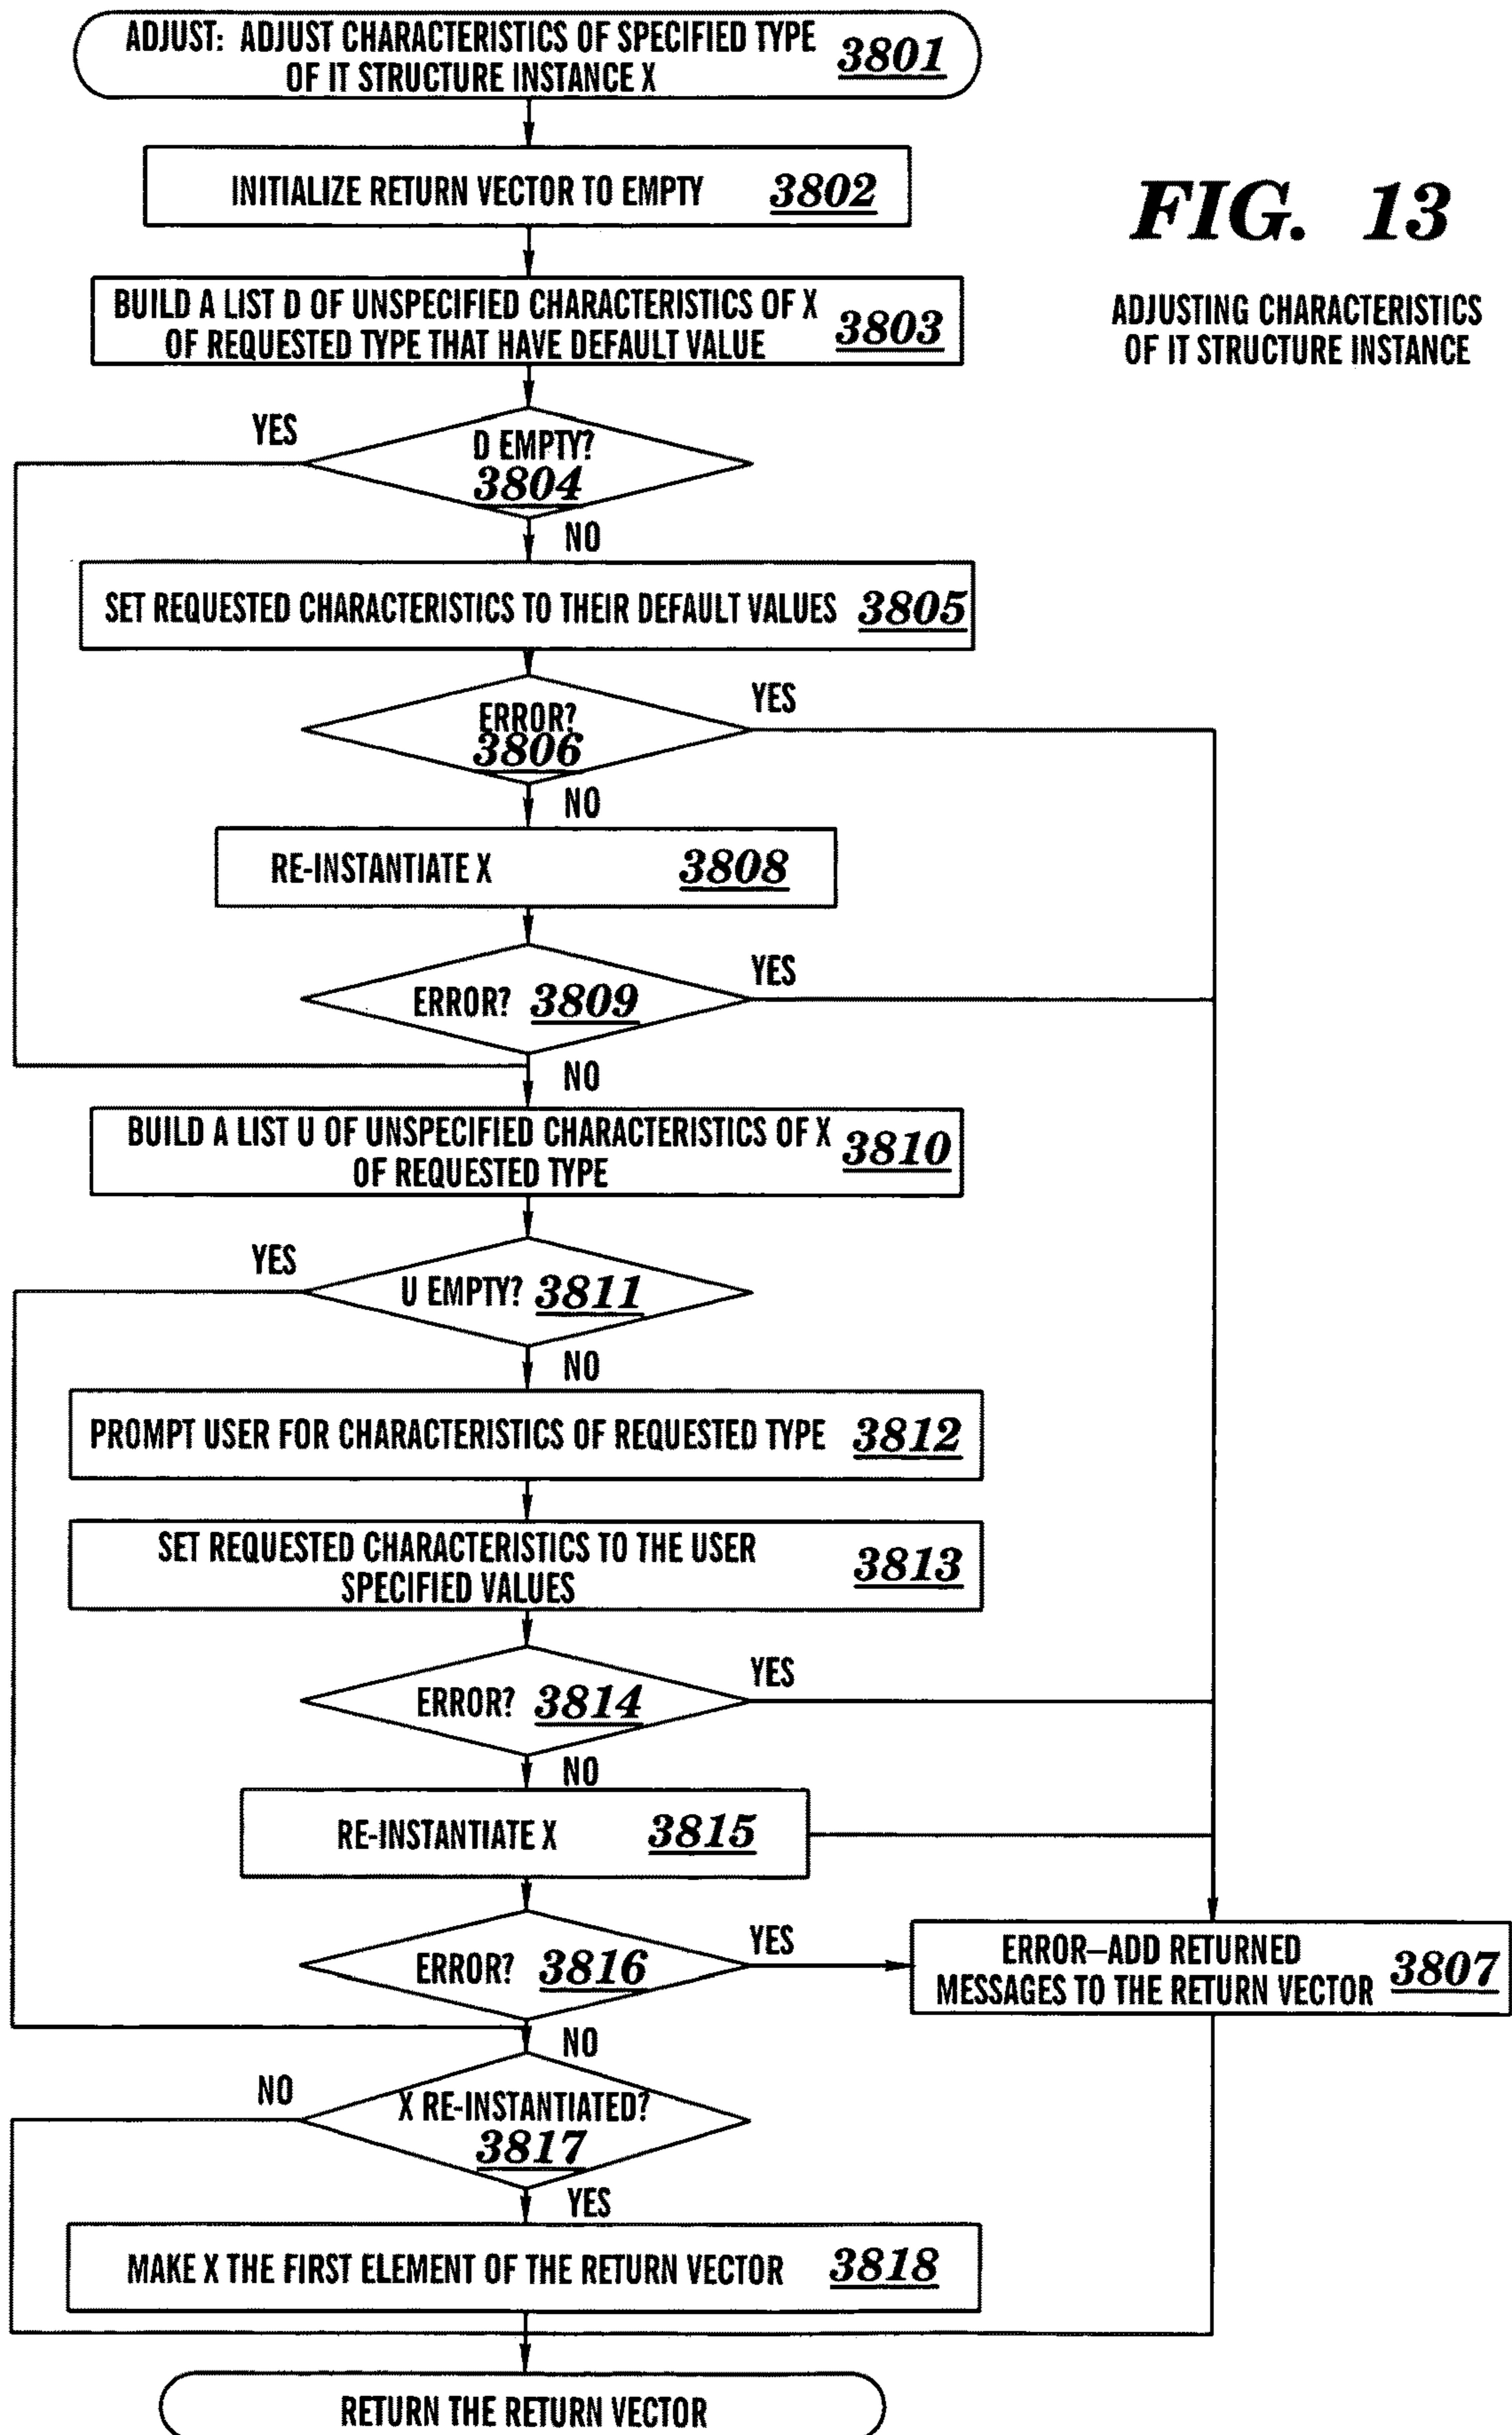 ADJUST: ADJUST CHARACTERISTICS OF SPECIFIED TYPE
OF IT STRUCTURE INSTANCE X
3801
INITIALIZE RETURN VECTOR TO EMPTY 3802
FIG. 13
ADJUSTING CHARACTERISTICS
OF IT STRUCTURE INSTANCE
BUILD A LIST D OF UNSPECIFIED CHARACTERISTICS OF X
OF REQUESTED TYPE THAT HAVE DEFAULT VALUE
3803
YES
D EMPTY?
3804
NO
SET REQUESTED CHARACTERISTICS TO THEIR DEFAULT VALUES 3805
YES
ERROR?
3806
NO
RE-INSTANTIATE X 3808
YES
ERROR? 3809
NO
BUILD A LIST U OF UNSPECIFIED CHARACTERISTICS OF X
OF REQUESTED TYPE
3810
YES
U EMPTY? 3811
NO
PROMPT USER FOR CHARACTERISTICS OF REQUESTED TYPE 3812
SET REQUESTED CHARACTERISTICS TO THE USER
SPECIFIED VALUES
3813
YES
ERROR? 3814
NO
RE-INSTANTIATE X 3815
YES
ERROR? 3816
ERROR—ADD RETURNED
MESSAGES TO THE RETURN VECTOR
3807
NO
NO
X RE-INSTANTIATED?
3817
YES
MAKE X THE FIRST ELEMENT OF THE RETURN VECTOR 3818
RETURN THE RETURN VECTOR